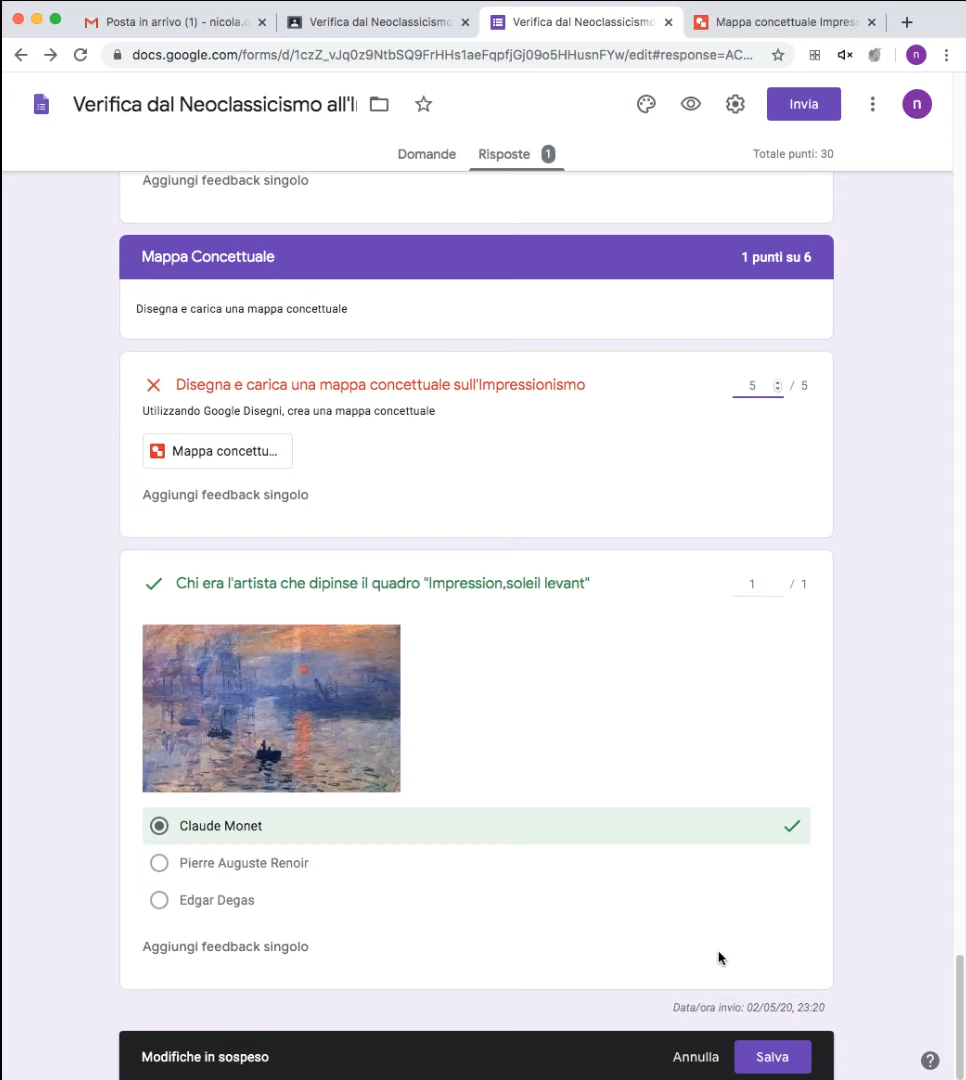 Posta in arrivo (1) - nicola.d
Verifica dal Neoclassicismo
Verifica dal Neoclassicismo
Mappa concettuale Impres
docs.google.com/forms/d/1czZ_vJq0z9NtbSQ9FrHHs1aeFqpfjGj09o5HHusnFYw/edit#response=AC...
n
Verifica dal Neoclassicismo all'I
Invia
n
Domande
Risposte 1
Totale punti: 30
Aggiungi feedback singolo
Mappa Concettuale
1 punti su 6
Disegna e carica una mappa concettuale
Disegna e carica una mappa concettuale sull'Impressionismo
5 / 5
Utilizzando Google Disegni, crea una mappa concettuale
Mappa concettu...
Aggiungi feedback singolo
Chi era l'artista che dipinse il quadro "Impression,soleil levant"
1 / 1
Claude Monet
Pierre Auguste Renoir
Edgar Degas
Aggiungi feedback singolo
Data/ora invio: 02/05/20, 23:20
Modifiche in sospeso
Annulla
Salva